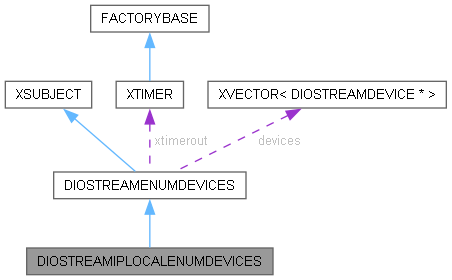 FACTORYBASE
XSUBJECT
XTIMER
XVECTOR< DIOSTREAMDEVICE * >
xtimerout
devices
DIOSTREAMENUMDEVICES
DIOSTREAMIPLOCALENUMDEVICES